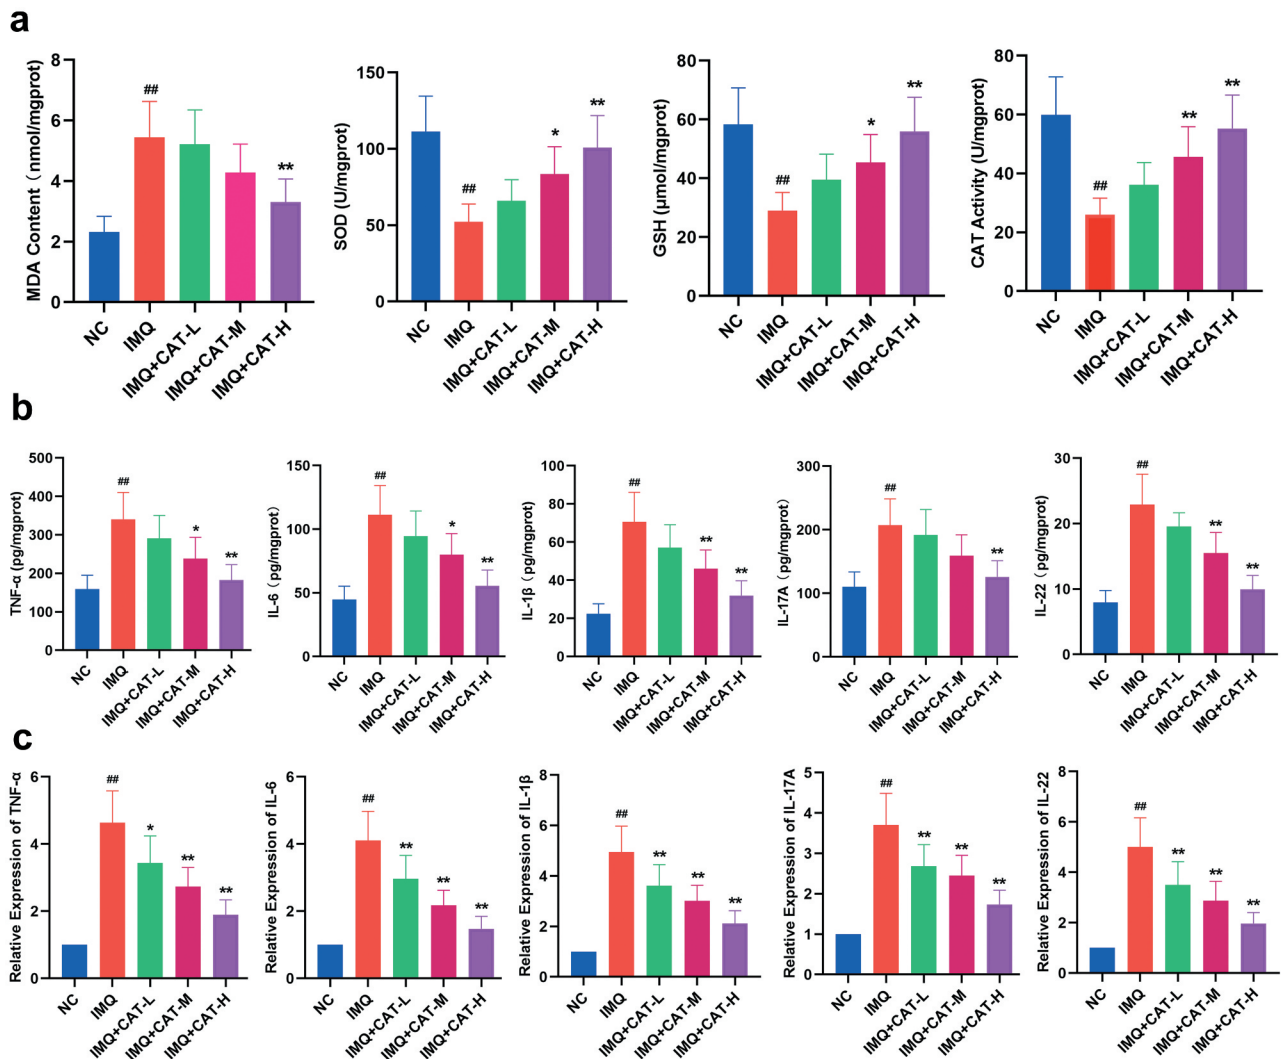 a
MDA Content ( nmol/mgprot)
8
6
4
2
0
##
**
NC
IMQ
IMQ+CAT-L
IMQ+CAT-M
IMQ+CAT-H
SOD (U/mgprot)
150
100
50
0
##
*
**
NC
IMQ
IMQ+CAT-L
IMQ+CAT-M
IMQ+CAT-H
GSH (μmol/mgprot)
80
60
40
20
0
##
*
**
NC
IMQ
IMQ+CAT-L
IMQ+CAT-M
IMQ+CAT-H
CAT Activity (U/mgprot)
80
60
40
20
0
##
**
**
NC
IMQ
IMQ+CAT-L
IMQ+CAT-M
IMQ+CAT-H
b
TNF-α (pg/mgprot)
500
400
300
200
100
0
##
*
**
NC
IMQ
IMQ+CAT-L
IMQ+CAT-M
IMQ+CAT-H
IL-6 ( pg/mgprot)
150
100
50
0
##
*
**
NC
IMQ
IMQ+CAT-L
IMQ+CAT-M
IMQ+CAT-H
IL-1β ( pg/mgprot)
100
80
60
40
20
0
##
**
**
NC
IMQ
IMQ+CAT-L
IMQ+CAT-M
IMQ+CAT-H
IL-17A ( pg/mgprot)
300
200
100
0
##
**
NC
IMQ
IMQ+CAT-L
IMQ+CAT-M
IMQ+CAT-H
IL-22 ( pg/mgprot)
30
20
10
0
##
**
**
NC
IMQ
IMQ+CAT-L
IMQ+CAT-M
IMQ+CAT-H
c
Relative Expression of TNF-α
6
4
2
0
##
*
**
**
NC
IMQ
IMQ+CAT-L
IMQ+CAT-M
IMQ+CAT-H
Relative Expression of IL-6
6
4
2
0
##
**
**
**
NC
IMQ
IMQ+CAT-L
IMQ+CAT-M
IMQ+CAT-H
Relative Expression of IL-1β
8
6
4
2
0
##
**
**
**
NC
IMQ
IMQ+CAT-L
IMQ+CAT-M
IMQ+CAT-H
Relative Expression of IL-17A
5
4
3
2
1
0
##
**
**
**
NC
IMQ
IMQ+CAT-L
IMQ+CAT-M
IMQ+CAT-H
Relative Expression of IL-22
8
6
4
2
0
##
**
**
**
NC
IMQ
IMQ+CAT-L
IMQ+CAT-M
IMQ+CAT-H